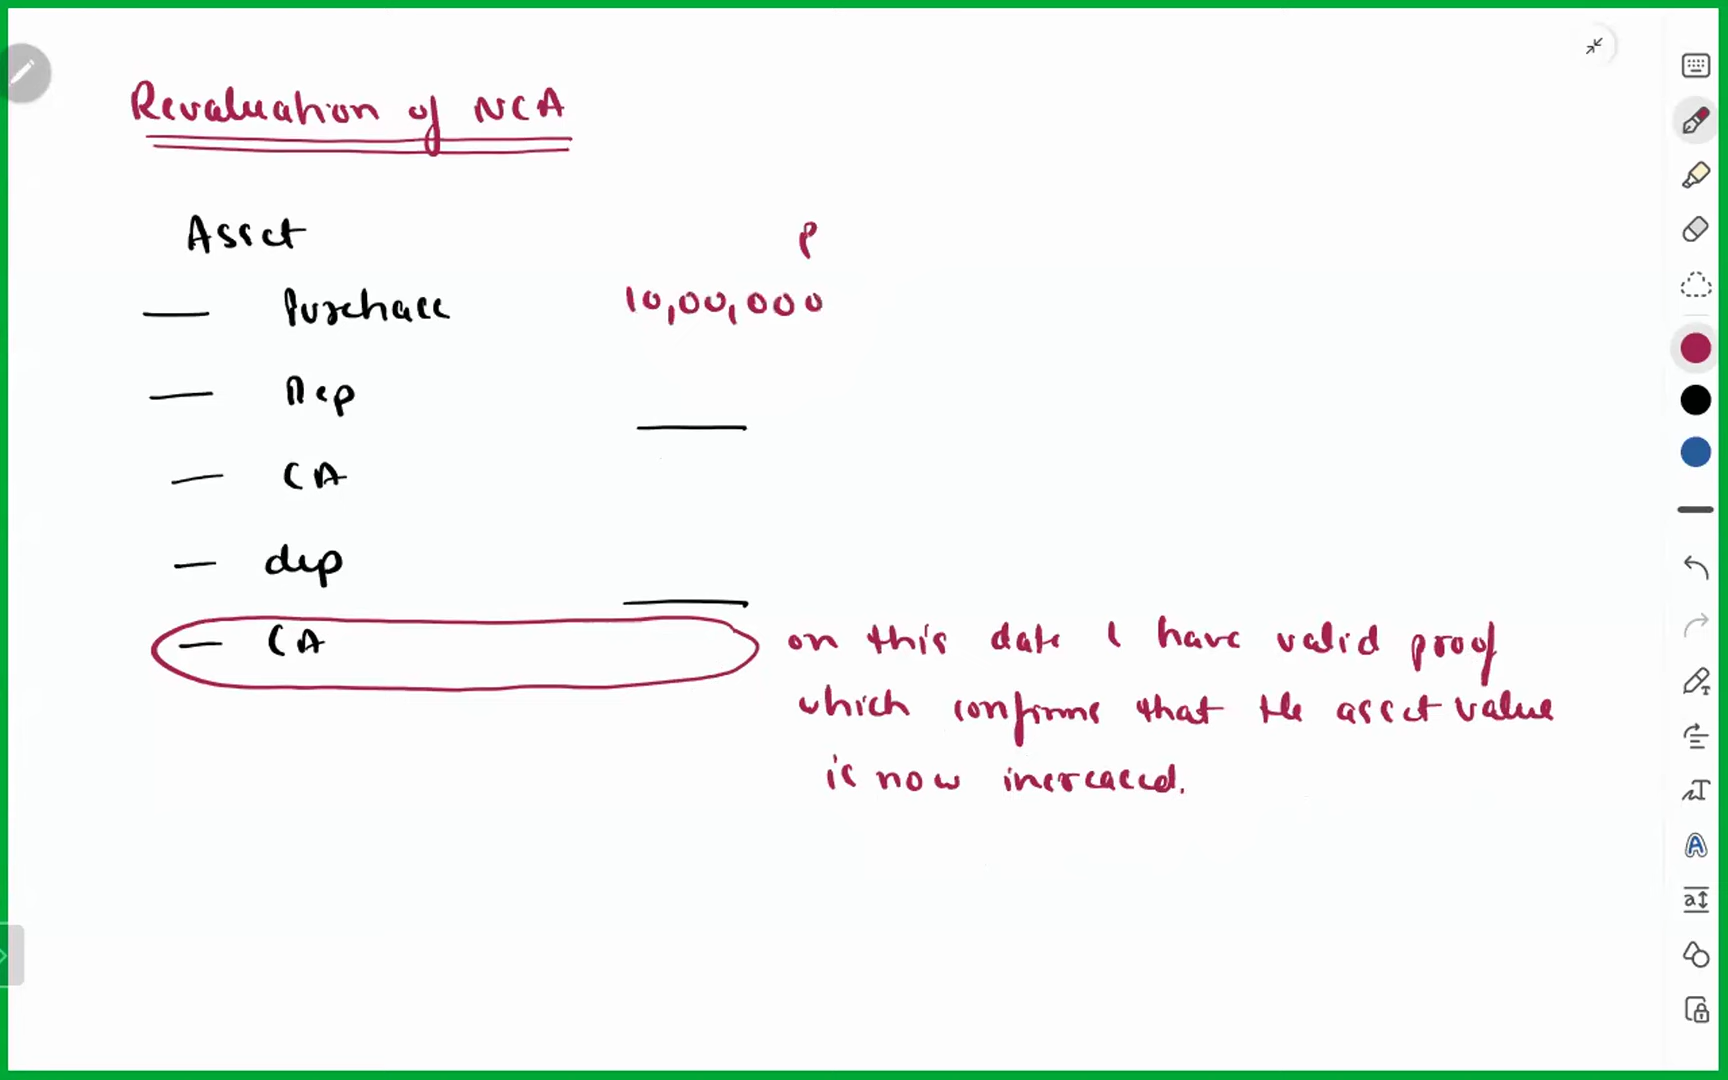 Revaluation of NCA
Asset
P
— Purchase 10,00,000
— Dep
— CA
— dep
— CA
on this date I have valid proof
which confirms that the asset value
is now increased.